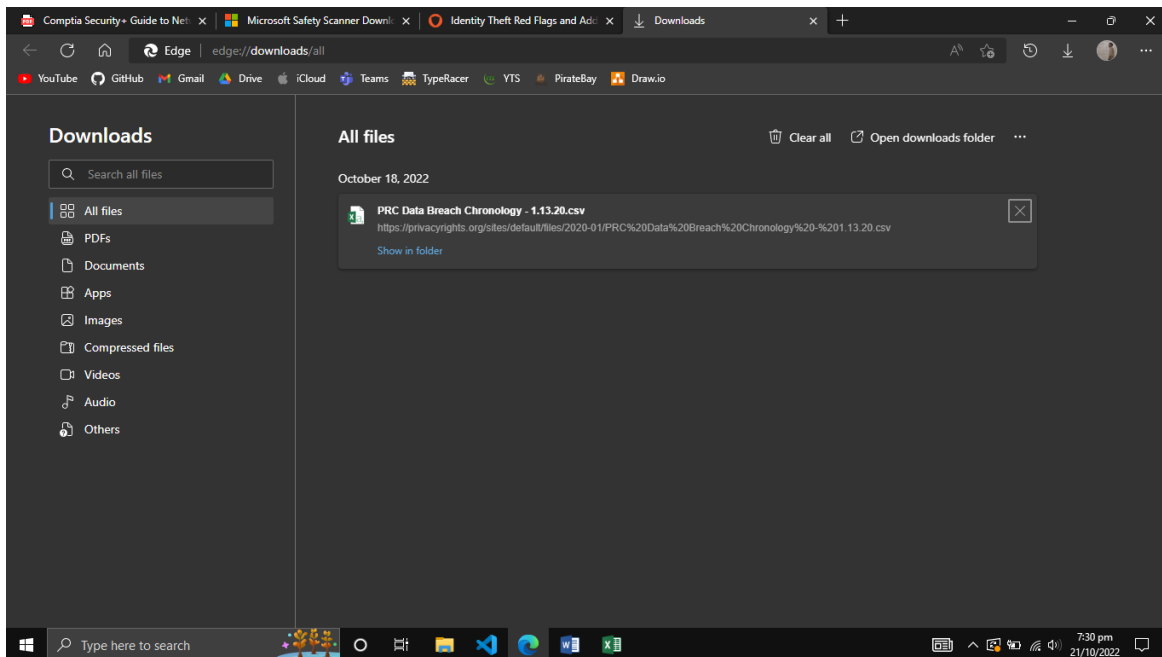 Comptia Security+ Guide to Net
Microsoft Safety Scanner Downlo
Identity Theft Red Flags and Add
Downloads
Edge
edge://downloads/all
YouTube
GitHub
Gmail
Drive
iCloud
Teams
TypeRacer
YTS
PirateBay
Draw.io
Downloads
Search all files
All files
PDFs
Documents
Apps
Images
Compressed files
Videos
Audio
Others
All files
Clear all
Open downloads folder
October 18, 2022
PRC Data Breach Chronology - 1.13.20.csv
https://privacyrights.org/sites/default/files/2020-01/PRC%20Data%20Breach%20Chronology%20-%201.13.20.csv
Show in folder
Type here to search
7:30 pm
21/10/2022